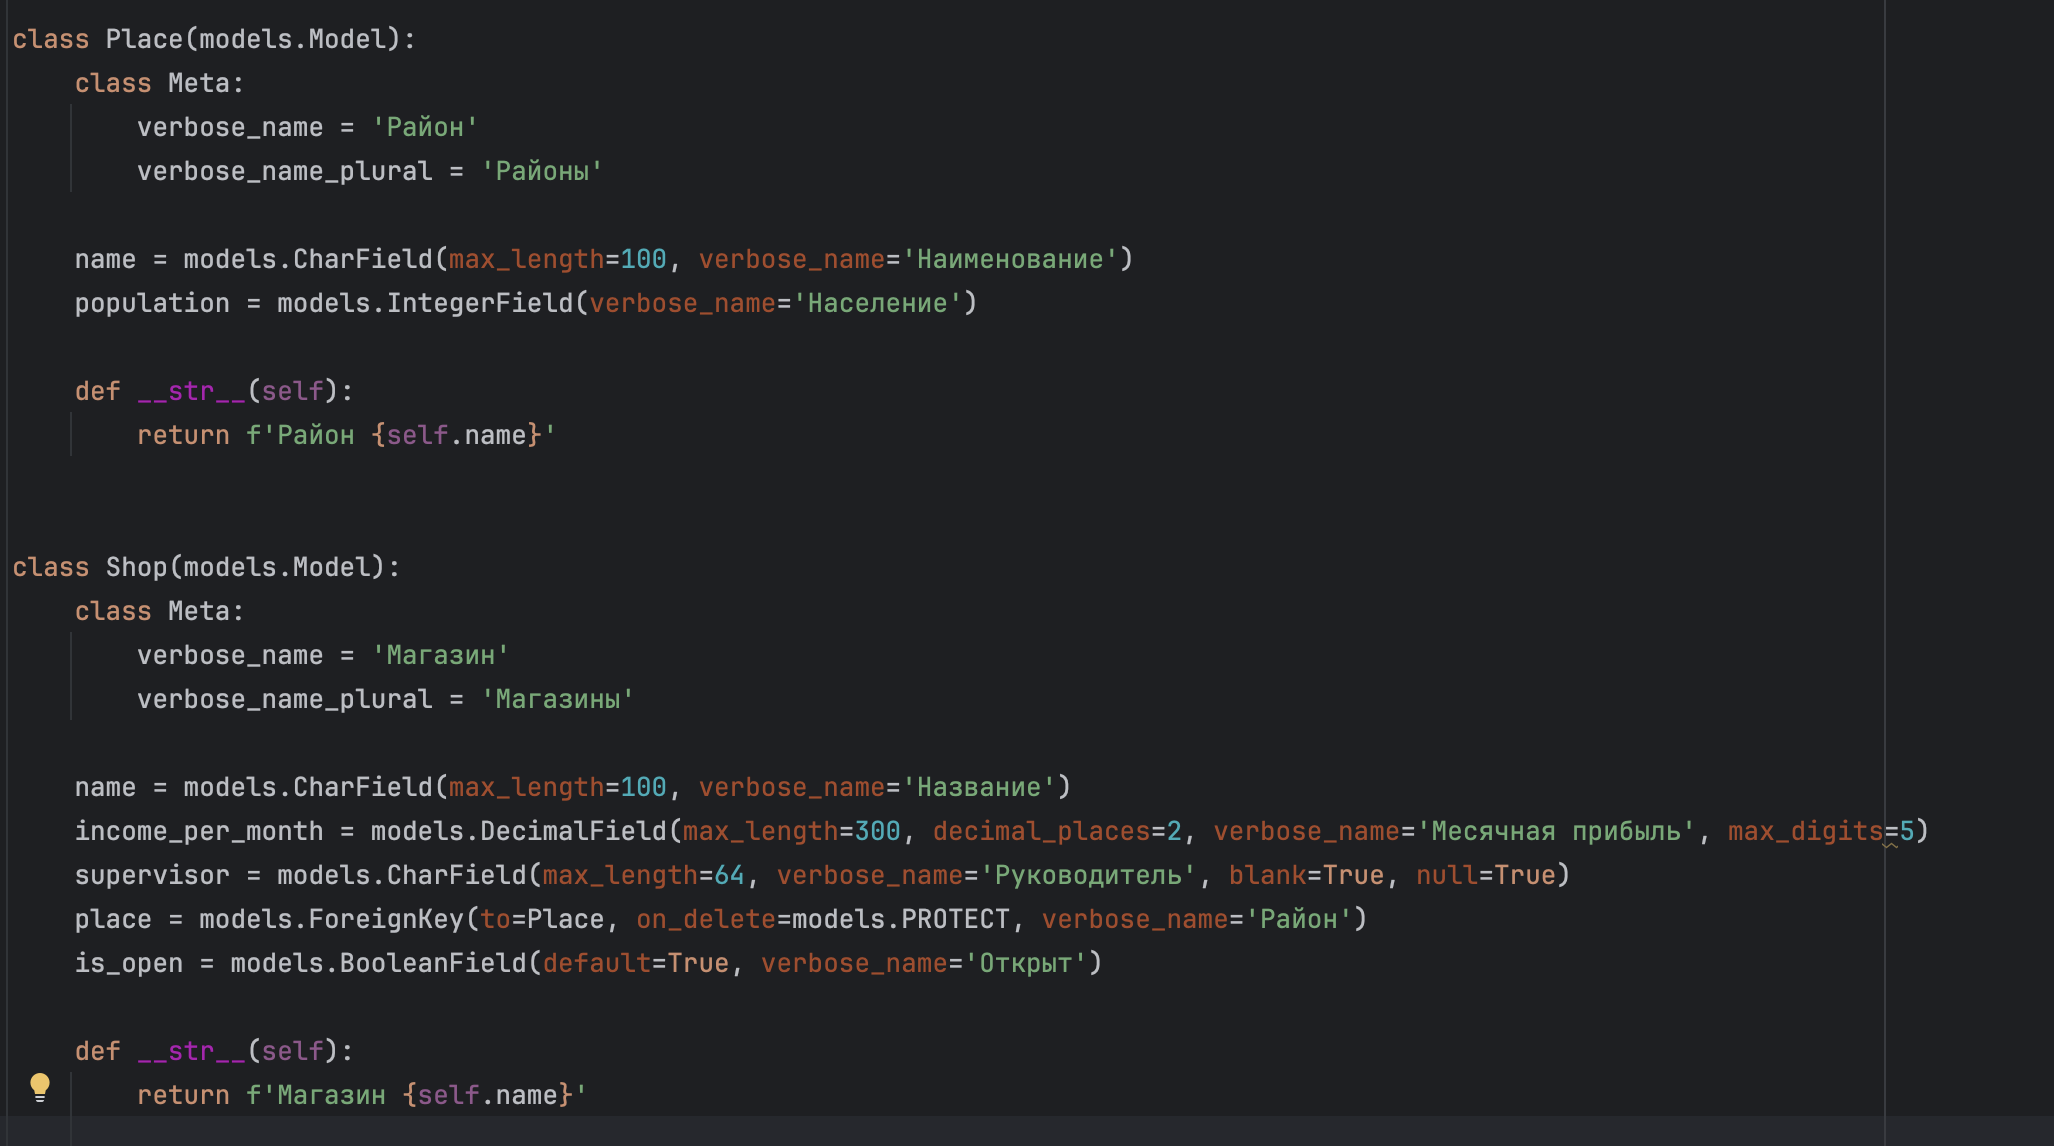 class Place(models.Model):
    class Meta:
        verbose_name = 'Район'
        verbose_name_plural = 'Районы'

    name = models.CharField(max_length=100, verbose_name='Наименование')
    population = models.IntegerField(verbose_name='Население')

    def __str__(self):
        return f'Район {self.name}'


class Shop(models.Model):
    class Meta:
        verbose_name = 'Магазин'
        verbose_name_plural = 'Магазины'

    name = models.CharField(max_length=100, verbose_name='Название')
    income_per_month = models.DecimalField(max_length=300, decimal_places=2, verbose_name='Месячная прибыль', max_digits=5)
    supervisor = models.CharField(max_length=64, verbose_name='Руководитель', blank=True, null=True)
    place = models.ForeignKey(to=Place, on_delete=models.PROTECT, verbose_name='Район')
    is_open = models.BooleanField(default=True, verbose_name='Открыт')

    def __str__(self):
        return f'Магазин {self.name}'